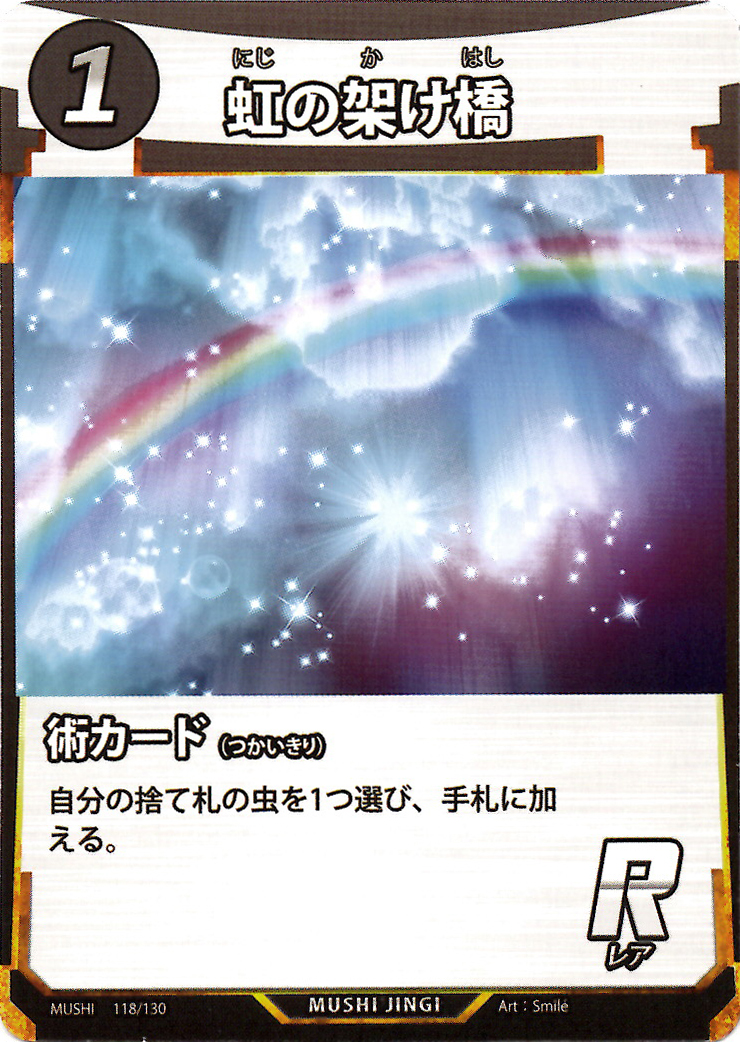 1
にじ か はし
虹の架け橋
術カード (つかいきり)
自分の捨て札の虫を1つ選び、手札に加
える。
R
レア
MUSHI 118/130 MUSHI JINGI Art : Smilé